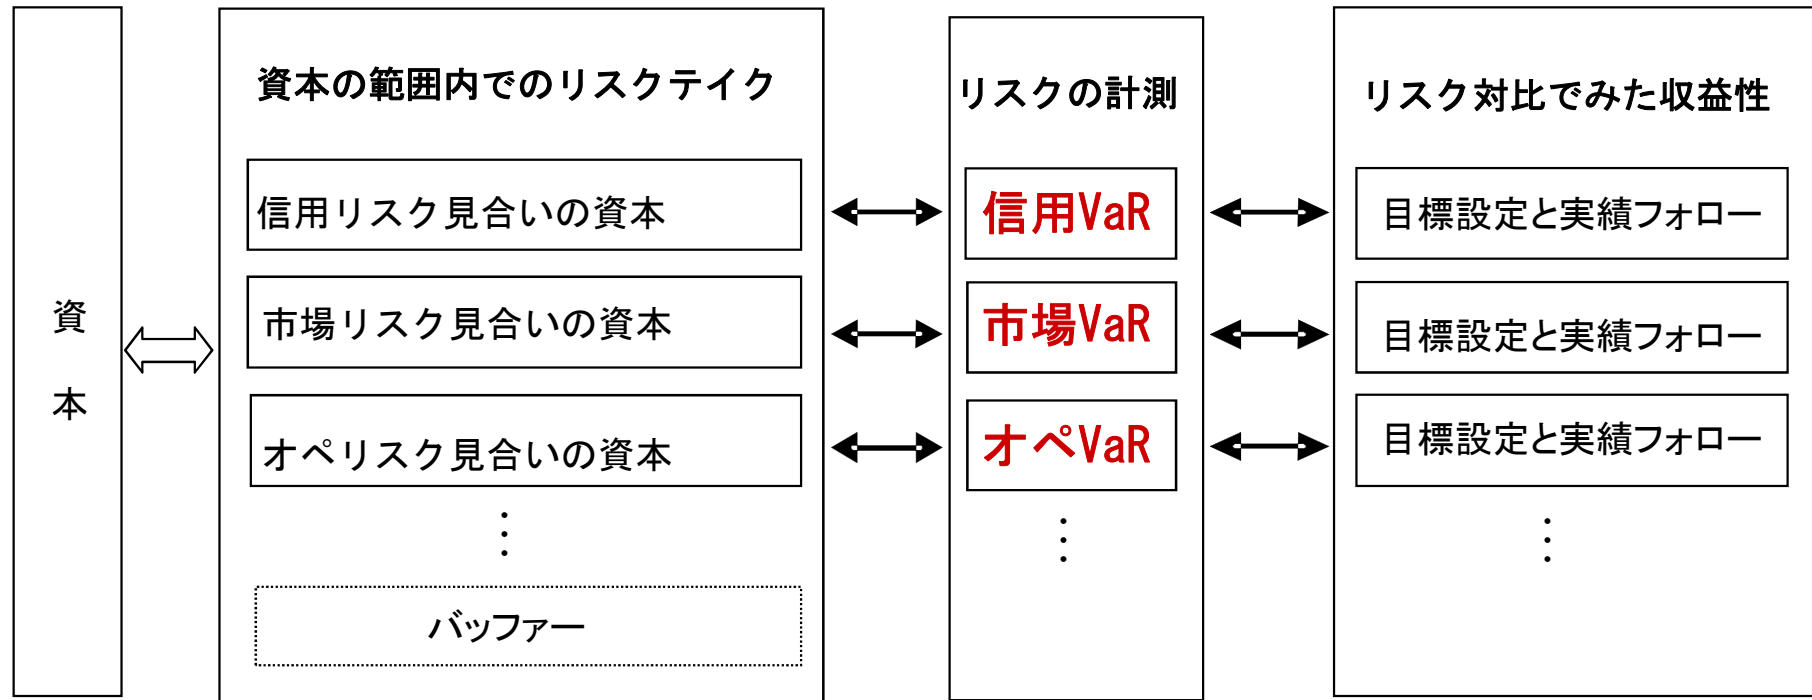 資
本
資本の範囲内でのリスクテイク
信用リスク見合いの資本
市場リスク見合いの資本
オペリスク見合いの資本
⋮
バッファー
リスクの計測
信用VaR
市場VaR
オペVaR
⋮
リスク対比でみた収益性
目標設定と実績フォロー
目標設定と実績フォロー
目標設定と実績フォロー
⋮